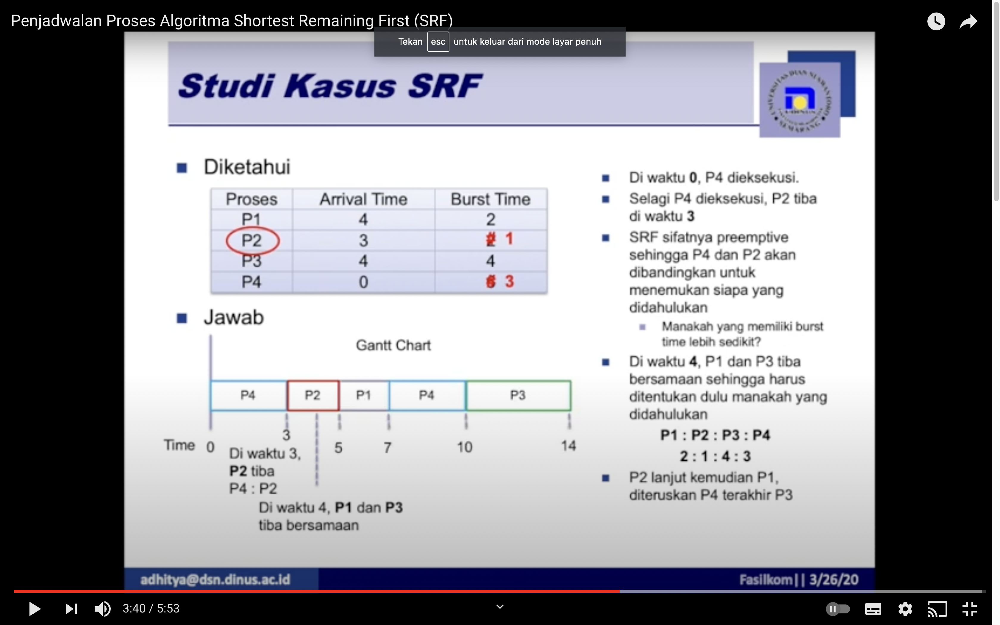 Penjadwalan Proses Algoritma Shortest Remaining First (SRF)
Tekan esc untuk keluar dari mode layar penuh
Studi Kasus SRF
UNIVERSITAS DIAN NUSWANTORO
SEMARANG
Diketahui
Proses Arrival Time Burst Time
P1 4 2
P2 3 2 1
P3 4 4
P4 0 3
Jawab
Gantt Chart
P4 P2 P1 P4 P3
Time 0 3 5 7 10 14
Di waktu 3,
P2 tiba
P4 : P2
Di waktu 4, P1 dan P3
tiba bersamaan
Di waktu 0, P4 dieksekusi.
Selagi P4 dieksekusi, P2 tiba
di waktu 3
SRF sifatnya preemptive
sehingga P4 dan P2 akan
dibandingkan untuk
menemukan siapa yang
didahulukan
Manakah yang memiliki burst
time lebih sedikit?
Di waktu 4, P1 dan P3 tiba
bersamaan sehingga harus
ditentukan dulu manakah yang
didahulukan
P1 : P2 : P3 : P4
2 : 1 : 4 : 3
P2 lanjut kemudian P1,
diteruskan P4 terakhir P3
adhitya@dsn.dinus.ac.id
Fasilkom|| 3/26/20
3:40 / 5:53